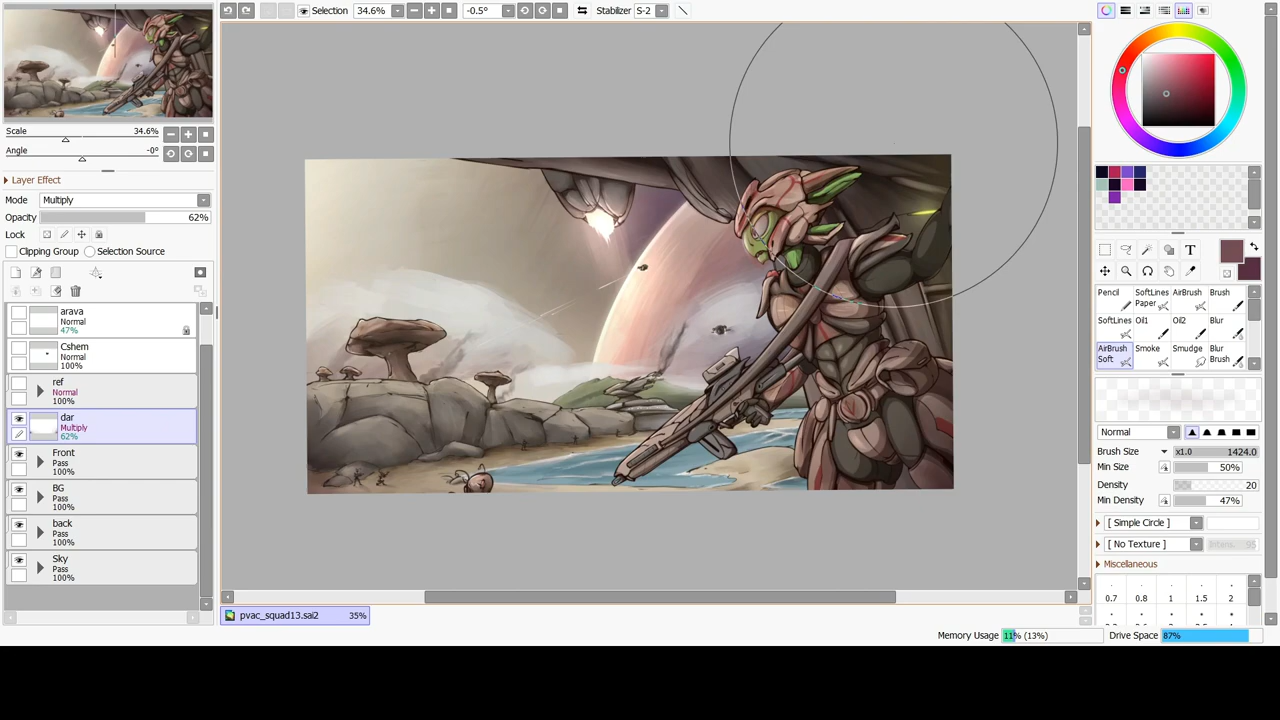 Selection 34.6% -0.5° Stabilizer S-2
Scale 34.6%
Angle -0°
Layer Effect
Mode Multiply
Opacity 62%
Lock
Clipping Group Selection Source
arava
Normal
47%
Cshem
Normal
100%
ref
Normal
100%
dar
Multiply
62%
Front
Pass
100%
BG
Pass
100%
back
Pass
100%
Sky
Pass
100%
T
Pencil SoftLines Paper AirBrush Brush
SoftLines Oil1 Oil2 Blur
AirBrush Soft Smoke Smudge Blur Brush
Normal
Brush Size x1.0 1424.0
Min Size 50%
Density 20
Min Density 47%
[ Simple Circle ]
[ No Texture ] Intens. 95
Miscellaneous
0.7 0.8 1 1.5 2
pvac_squad13.sai2 35%
Memory Usage 11% (13%) Drive Space 87%